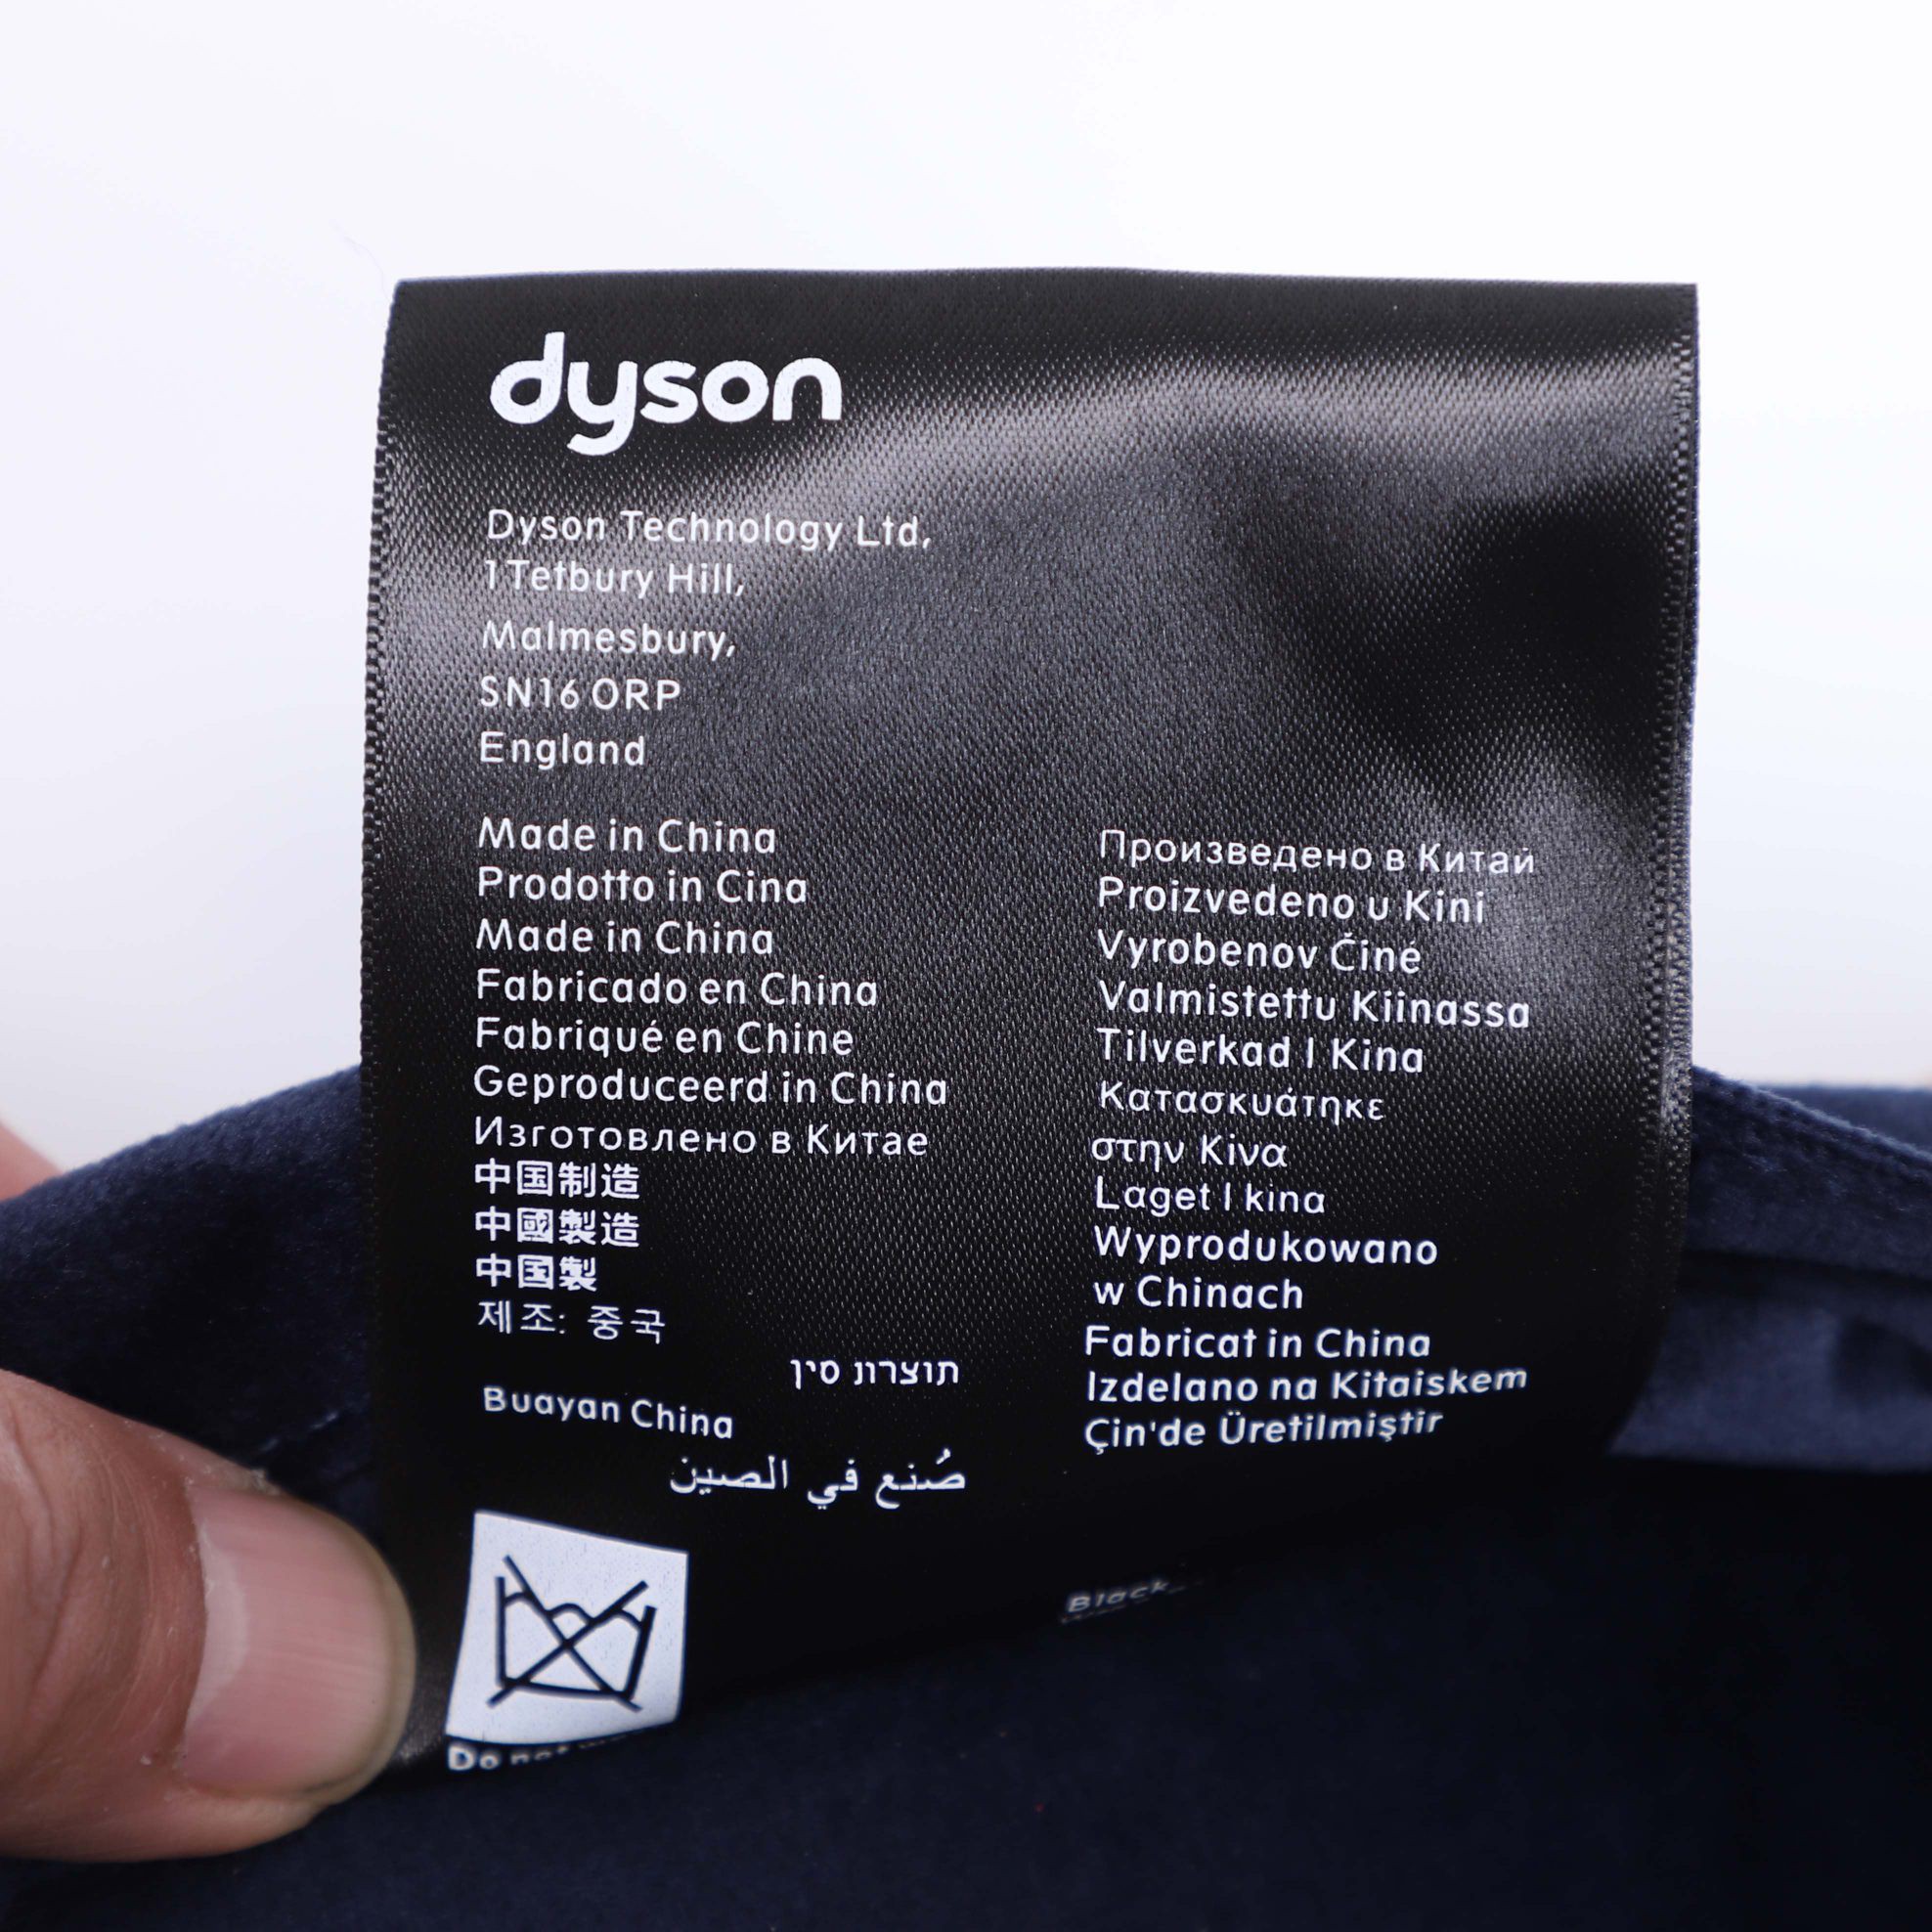 dyson
Dyson Technology Ltd,
1 Tetbury Hill,
Malmesbury,
SN16 0RP
England
Made in China
Prodotto in Cina
Made in China
Fabricado en China
Fabriqué en Chine
Geproduceerd in China
Изготовлено в Китае
中国制造
中國製造
中国製
제조: 중국
תוצרות סין
Buayan China
صُنع في الصين
Произведено в Китай
Proizvedeno u Kini
Vyrobenov Čině
Valmistettu Kiinassa
Tilverkad I Kina
Κατασκυάτηκε
στην Κινα
Laget I kina
Wyprodukowano
w Chinach
Fabricat in China
Izdelano na Kitaiskem
Çin'de Üretilmiştir
Do not
Black